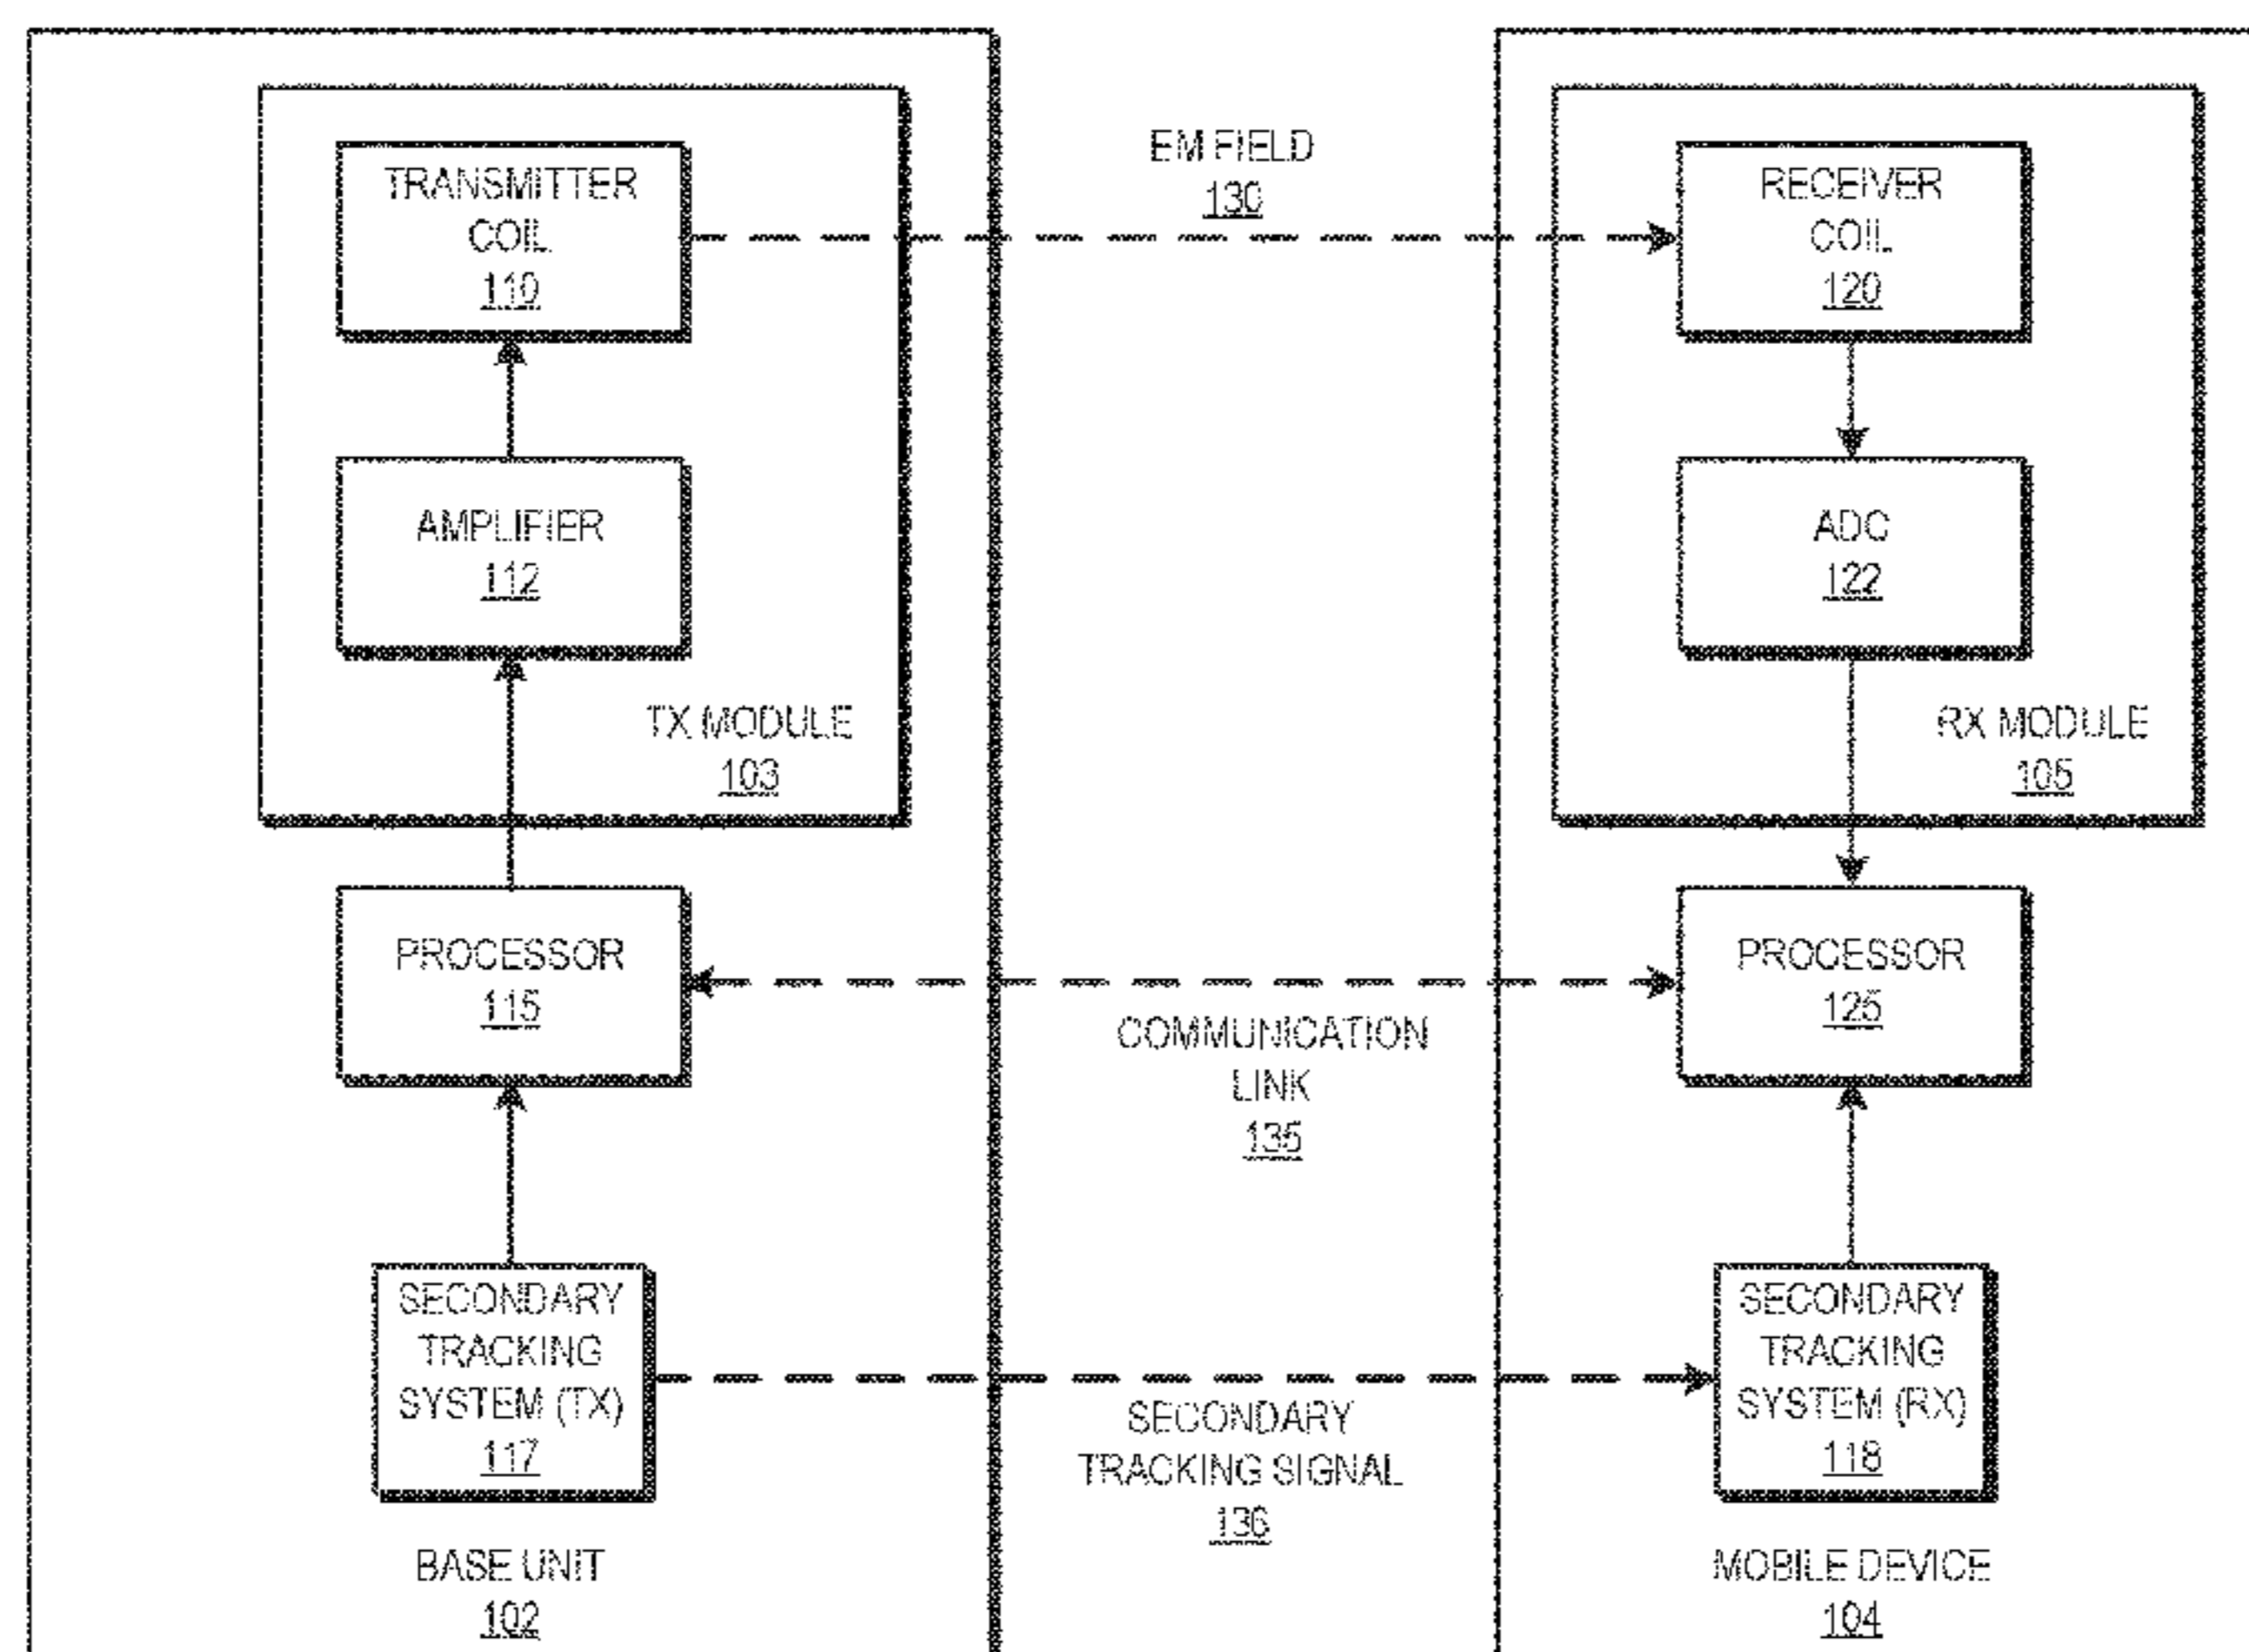 TRANSMITTER
COIL
110
AMPLIFIER
112
TX MODULE
103
PROCESSOR
115
SECONDARY
TRACKING
SYSTEM (TX)
117
BASE UNIT
102
EM FIELD
130
COMMUNICATION
LINK
135
SECONDARY
TRACKING SIGNAL
136
RECEIVER
COIL
120
ADC
122
RX MODULE
105
PROCESSOR
125
SECONDARY
TRACKING
SYSTEM (RX)
118
MOBILE DEVICE
104